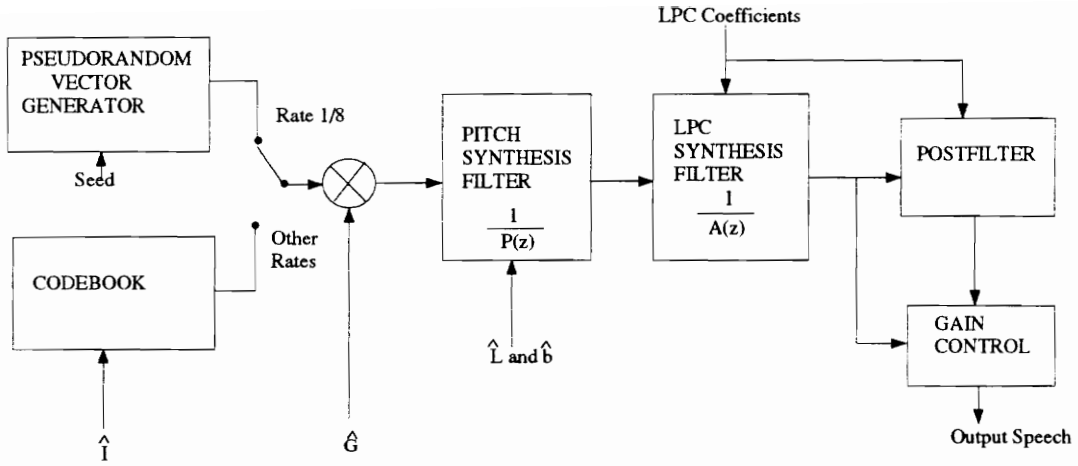 LPC Coefficients
PSEUDORANDOM
VECTOR
GENERATOR
Seed
Rate 1/8
Other
Rates
CODEBOOK
Î
Ĝ
PITCH
SYNTHESIS
FILTER
1
P(z)
L̂ and b̂
LPC
SYNTHESIS
FILTER
1
A(z)
POSTFILTER
GAIN
CONTROL
Output Speech